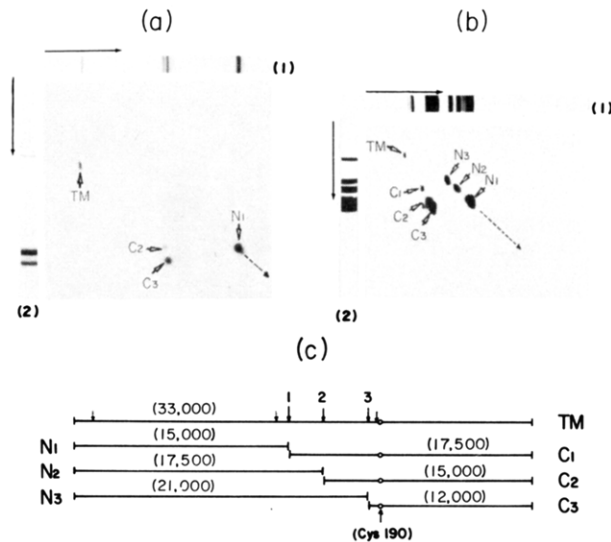 (a)
(b)
(1)
(1)
TM
C2
C3
N1
(2)
TM
N3
N2
N1
C1
C2
C3
(2)
(c)
1 2 3
(33,000) TM
N1 (15,000) (17,500) C1
N2 (17,500) (15,000) C2
N3 (21,000) (12,000) C3
(Cys 190)